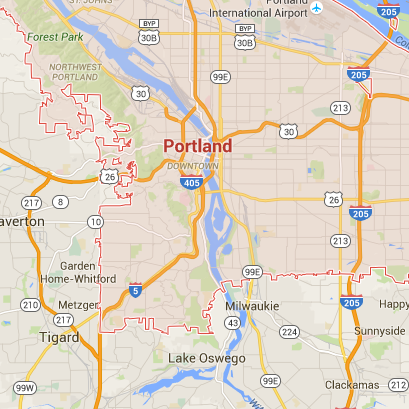 ST. JOHNS
Portland
International Airport
BYP
30B
BYP
30B
Forest Park
205
NORTHWEST
PORTLAND
99E
205
30
213
30
Portland
DOWNTOWN
26
405
217
8
26
averton
10
205
213
Garden
Home-Whitford
99E
5
210
Metzger
Milwaukie
205
Happy
217
43
224
Sunnyside
Tigard
Lake Oswego
99W
99E
Clackamas
212